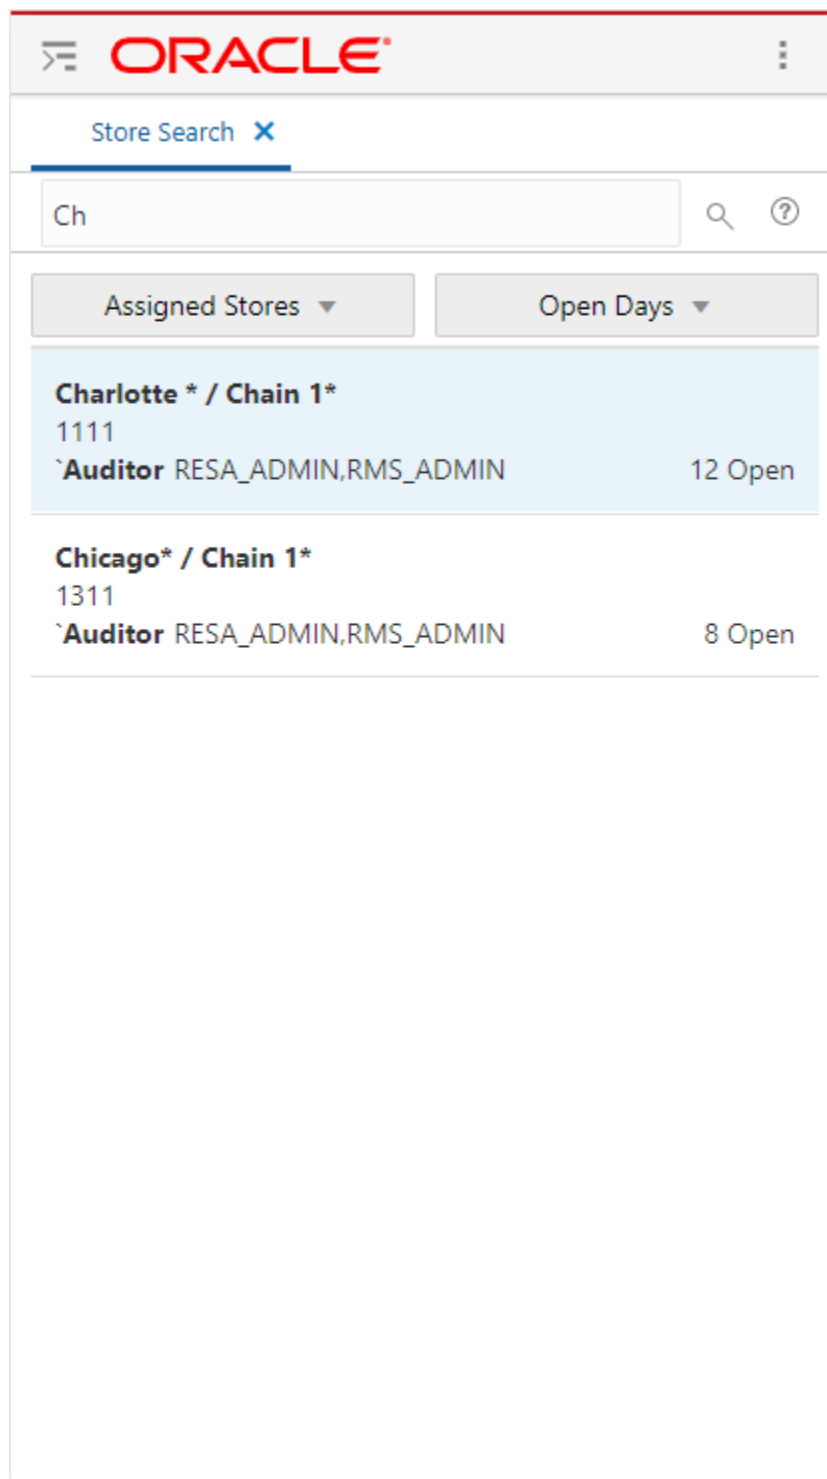 ORACLE
Store Search
Ch
Assigned Stores
Open Days
Charlotte * / Chain 1*
1111
`Auditor RESA_ADMIN,RMS_ADMIN 12 Open
Chicago* / Chain 1*
1311
`Auditor RESA_ADMIN,RMS_ADMIN 8 Open